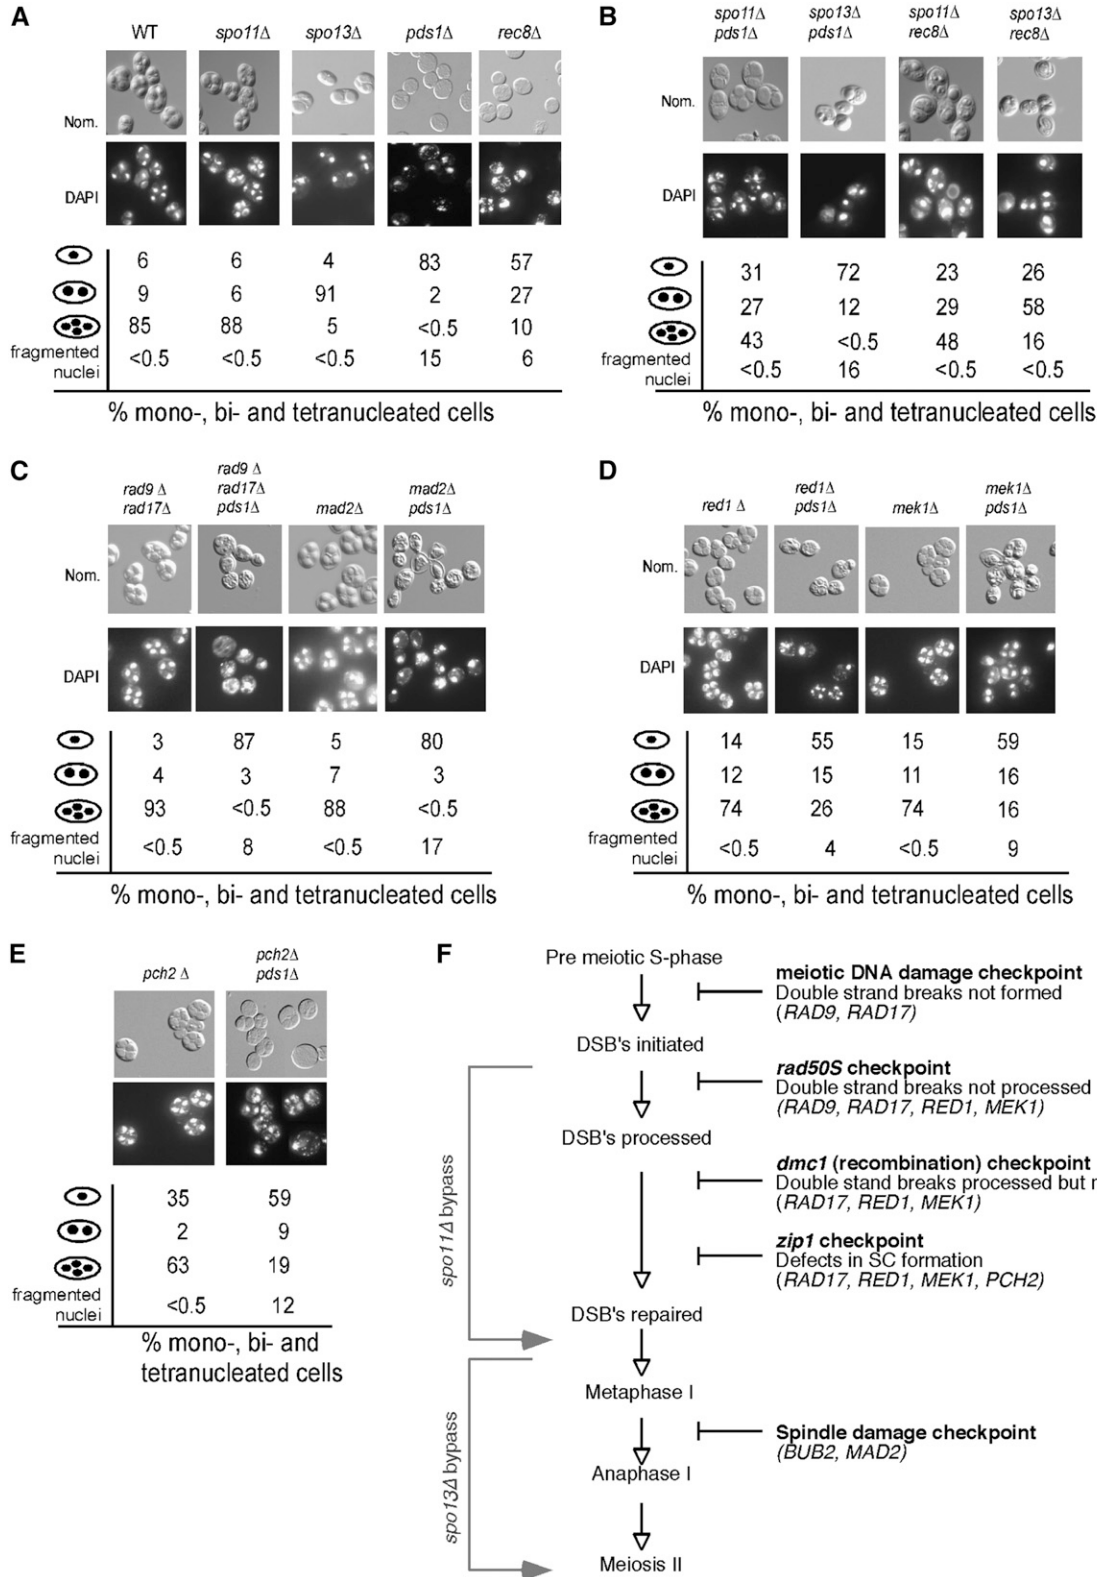 A
WT spo11Δ spo13Δ pds1Δ rec8Δ
Nom.
DAPI
6 6 4 83 57
9 6 91 2 27
85 88 5 <0.5 10
fragmented nuclei <0.5 <0.5 <0.5 15 6
% mono-, bi- and tetranucleated cells
B
spo11Δ spo13Δ spo11Δ spo13Δ
pds1Δ pds1Δ rec8Δ rec8Δ
Nom.
DAPI
31 72 23 26
27 12 29 58
43 <0.5 48 16
fragmented nuclei <0.5 16 <0.5 <0.5
% mono-, bi- and tetranucleated cells
C
rad9 Δ rad17Δ
rad9 Δ rad17Δ pds1Δ
mad2Δ
mad2Δ pds1Δ
Nom.
DAPI
3 87 5 80
4 3 7 3
93 <0.5 88 <0.5
fragmented nuclei <0.5 8 <0.5 17
% mono-, bi- and tetranucleated cells
D
red1 Δ
red1Δ pds1Δ
mek1Δ
mek1Δ pds1Δ
Nom.
DAPI
14 55 15 59
12 15 11 16
74 26 74 16
fragmented nuclei <0.5 4 <0.5 9
% mono-, bi- and tetranucleated cells
E
pch2 Δ
pch2Δ pds1Δ
35 59
2 9
63 19
fragmented nuclei <0.5 12
% mono-, bi- and
tetranucleated cells
F
Pre meiotic S-phase
meiotic DNA damage checkpoint
Double strand breaks not formed
(RAD9, RAD17)
DSB's initiated
rad50S checkpoint
Double strand breaks not processed
(RAD9, RAD17, RED1, MEK1)
DSB's processed
dmc1 (recombination) checkpoint
Double stand breaks processed but
(RAD17, RED1, MEK1)
zip1 checkpoint
Defects in SC formation
(RAD17, RED1, MEK1, PCH2)
DSB's repaired
spo11Δ bypass
Metaphase I
Spindle damage checkpoint
(BUB2, MAD2)
Anaphase I
spo13Δ bypass
Meiosis II